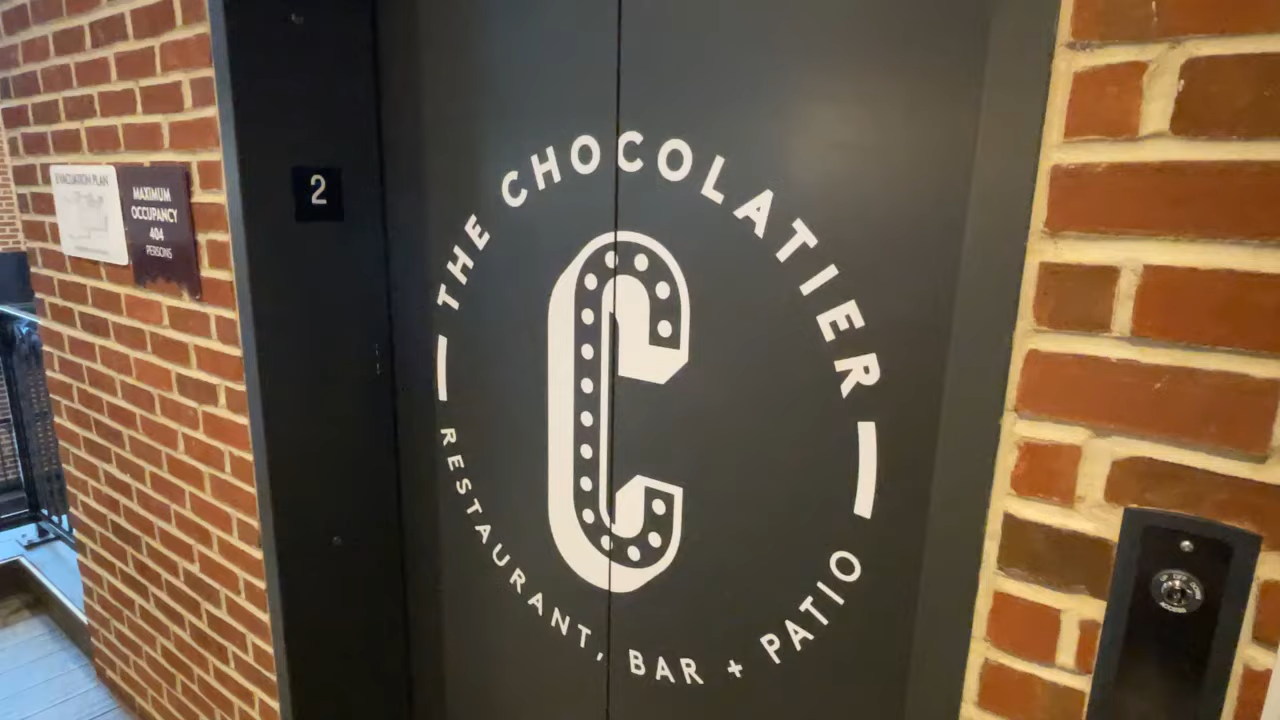 EVACUATION PLAN
MAXIMUM
OCCUPANCY
404
PERSONS
2
THE CHOCOLATIER
C
RESTAURANT, BAR + PATIO